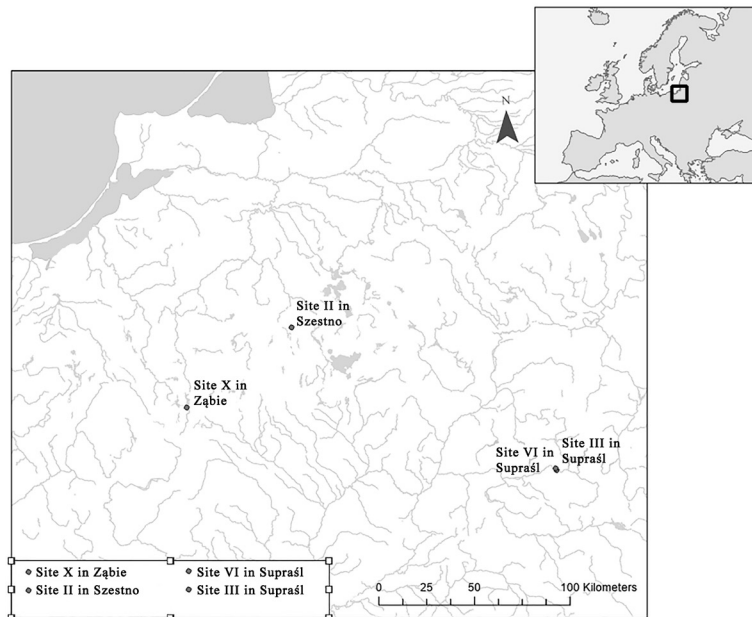 N
Site II in
Szestno
Site X in
Ząbie
Site VI in
Supraśl
Site III in
Supraśl
Site X in Ząbie
Site VI in Supraśl
Site II in Szestno
Site III in Supraśl
0 25 50 100 Kilometers